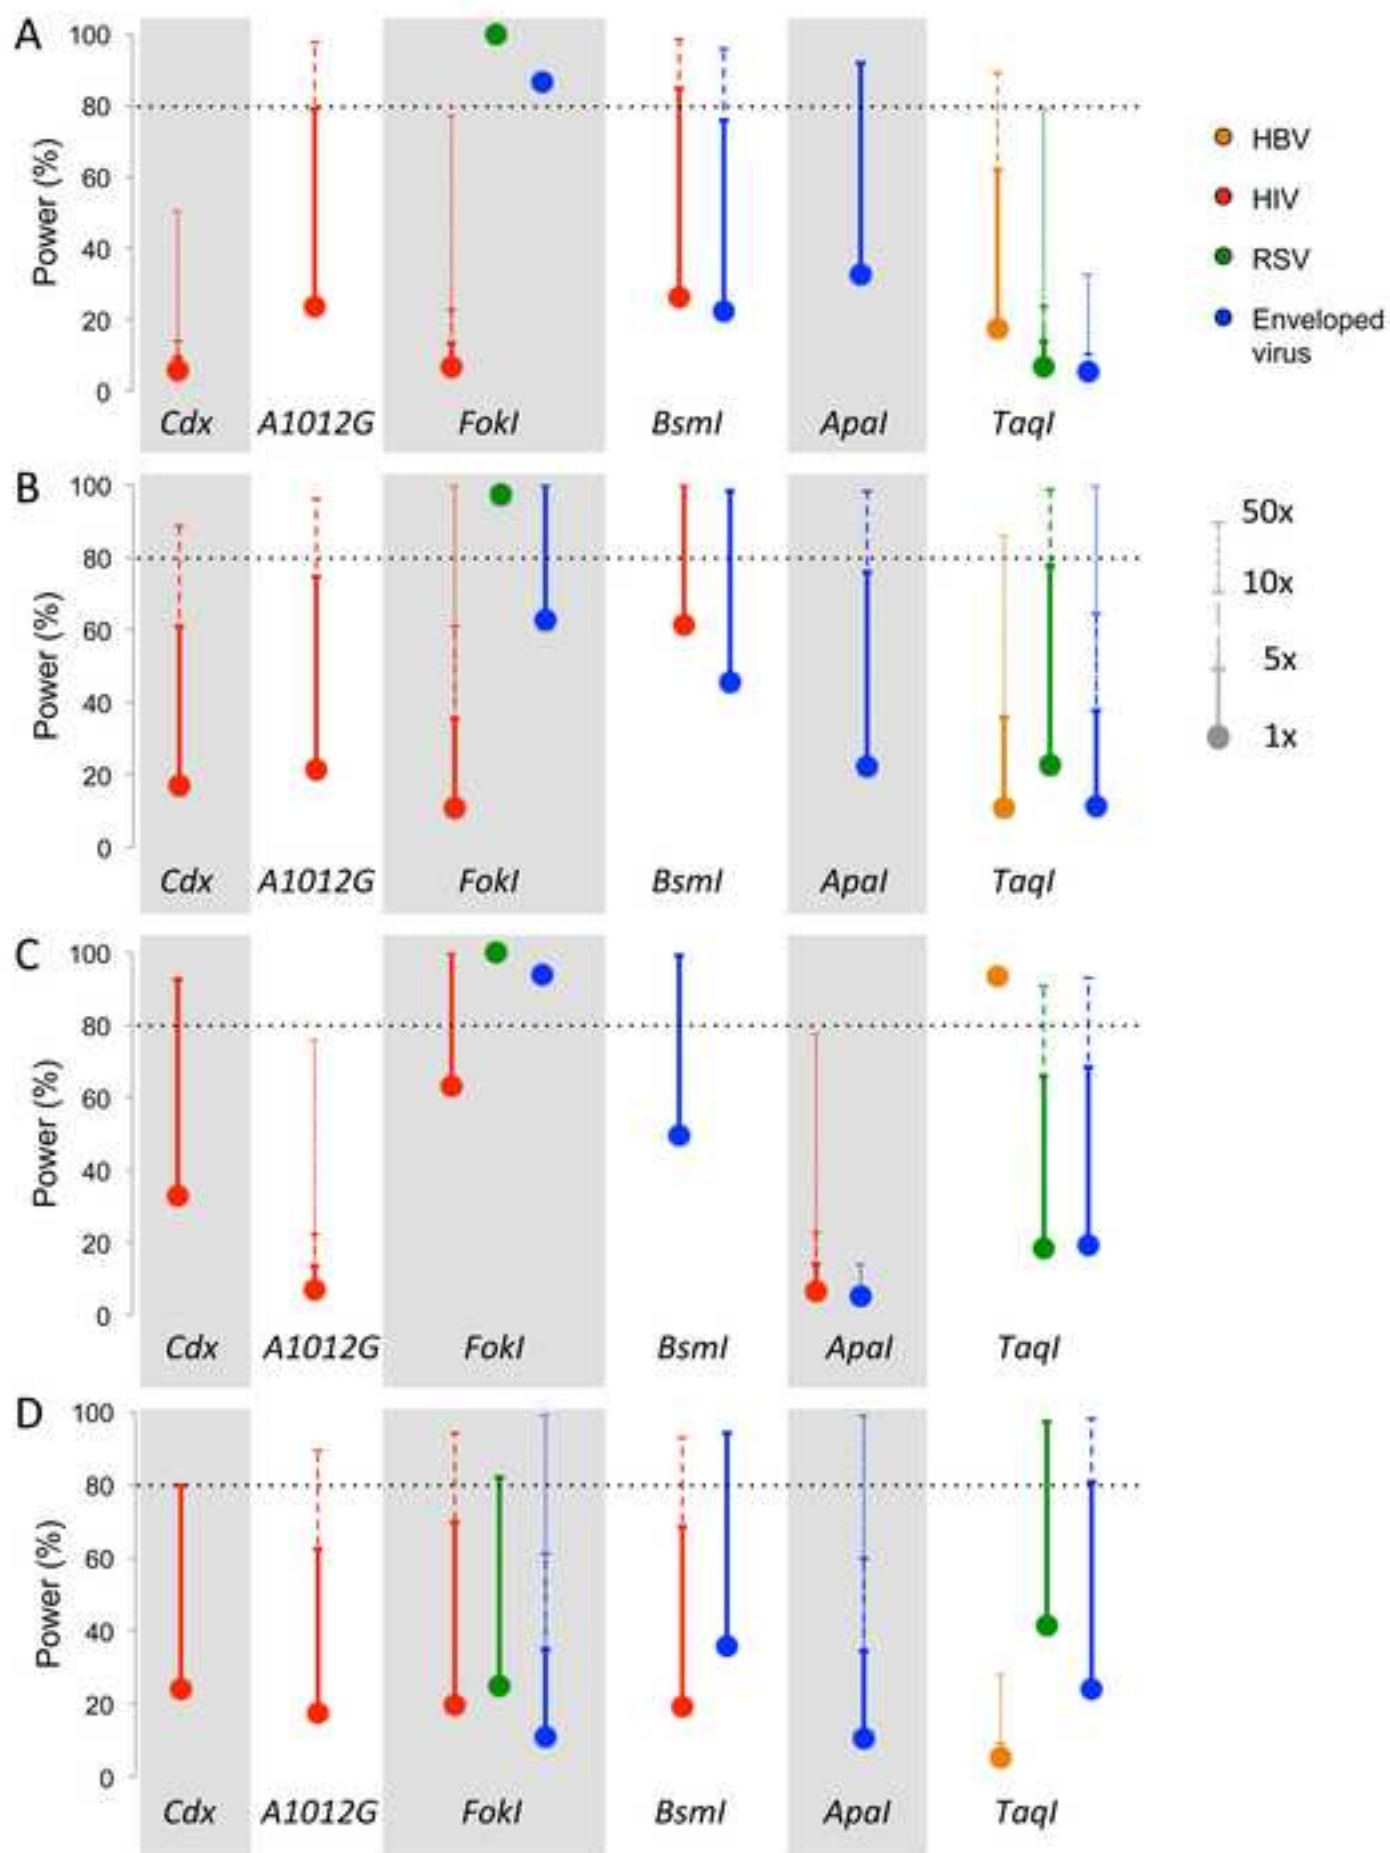 A
100
80
60
40
20
0
Power (%)
Cdx A1012G FokI BsmI ApaI TaqI
HBV
HIV
RSV
Enveloped
virus
B
100
80
60
40
20
0
Power (%)
Cdx A1012G FokI BsmI ApaI TaqI
50x
10x
5x
1x
C
100
80
60
40
20
0
Power (%)
Cdx A1012G FokI BsmI ApaI TaqI
D
100
80
60
40
20
0
Power (%)
Cdx A1012G FokI BsmI ApaI TaqI